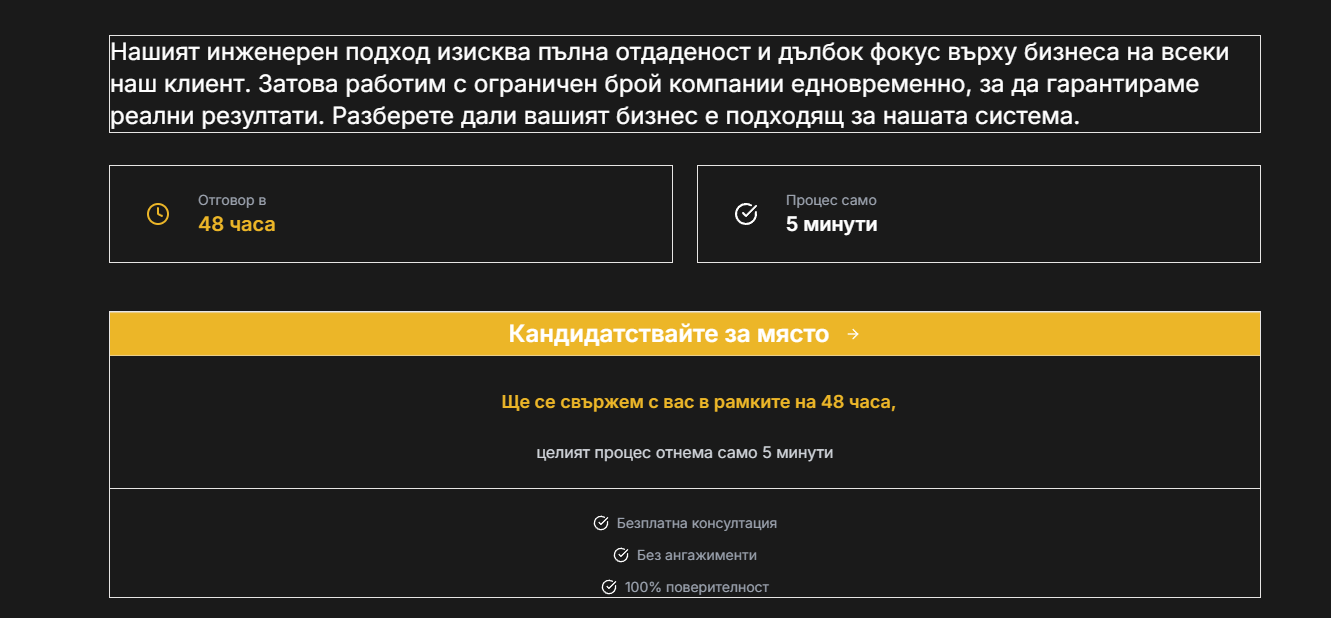 Нашият инженерен подход изисква пълна отдаденост и дълбок фокус върху бизнеса на всеки
наш клиент. Затова работим с ограничен брой компании едновременно, за да гарантираме
реални резултати. Разберете дали вашият бизнес е подходящ за нашата система.
Отговор в
48 часа
Процес само
5 минути
Кандидатствайте за място →
Ще се свържем с вас в рамките на 48 часа,
целият процес отнема само 5 минути
Безплатна консултация
Без ангажименти
100% поверителност